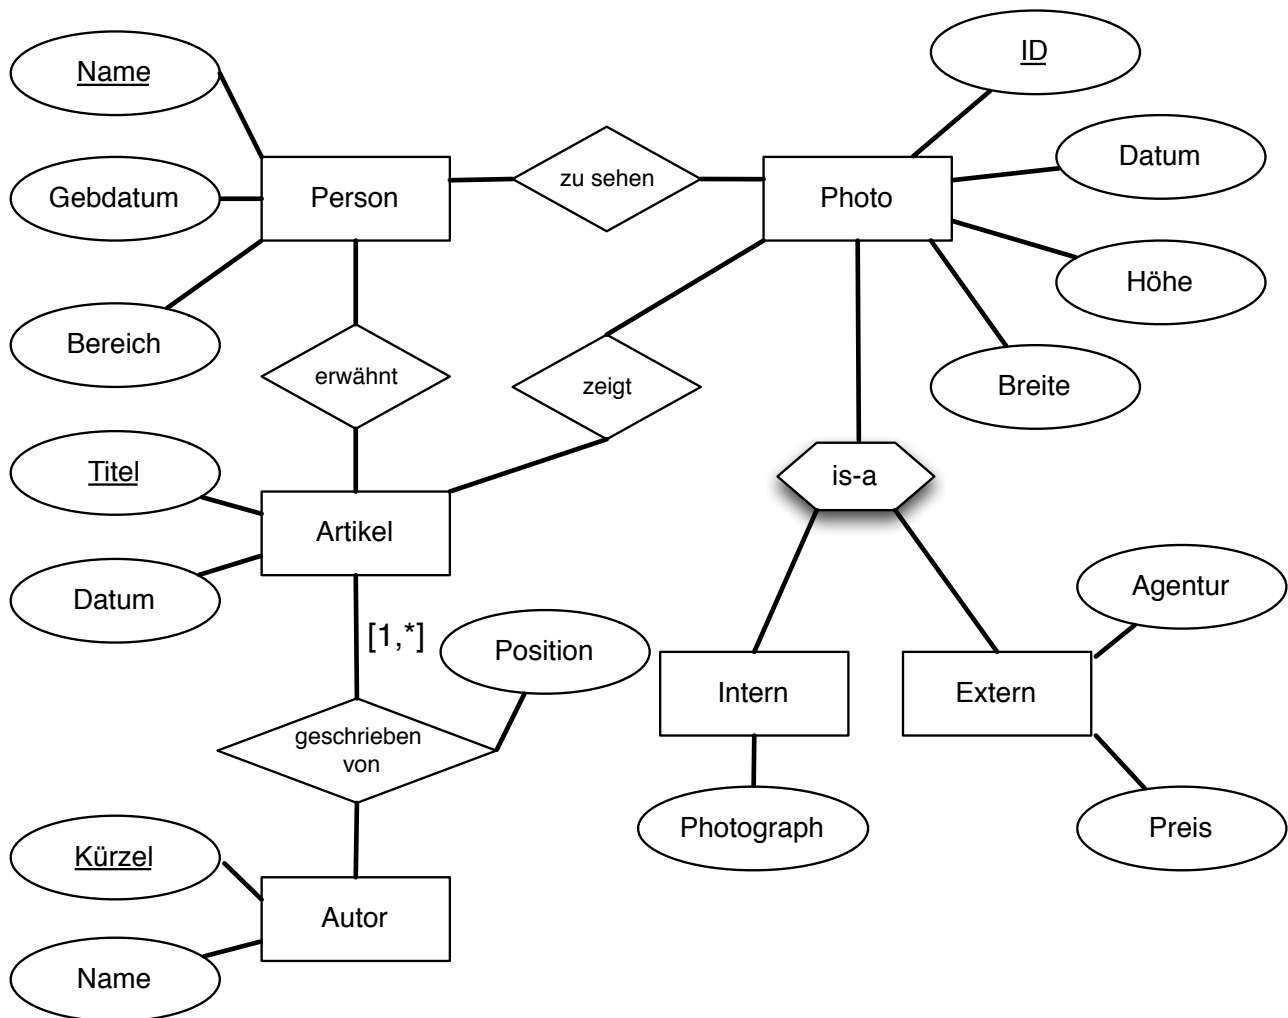 Name
ID
Datum
Gebdatum
Person
zu sehen
Photo
Höhe
Bereich
erwähnt
zeigt
Breite
Titel
is-a
Artikel
Datum
Agentur
[1,*]
Position
Intern
Extern
geschrieben
von
Photograph
Preis
Kürzel
Autor
Name